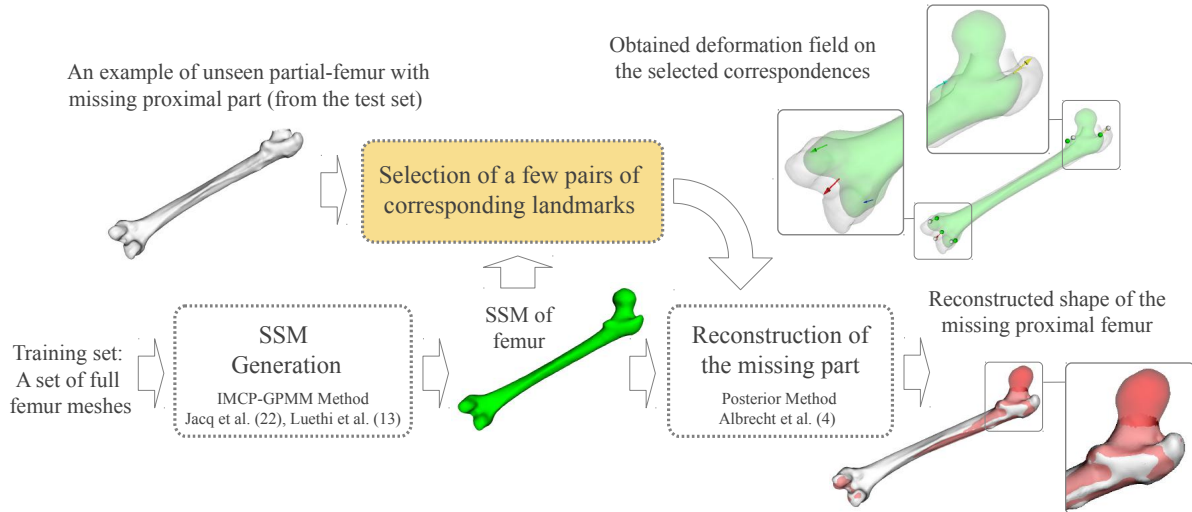 An example of unseen partial-femur with
missing proximal part (from the test set)
Obtained deformation field on
the selected correspondences
Selection of a few pairs of
corresponding landmarks
Training set:
A set of full
femur meshes
SSM
Generation
IMCP-GPMM Method
Jacq et al. (22), Luethi et al. (13)
SSM of
femur
Reconstruction of
the missing part
Posterior Method
Albrecht et al. (4)
Reconstructed shape of the
missing proximal femur